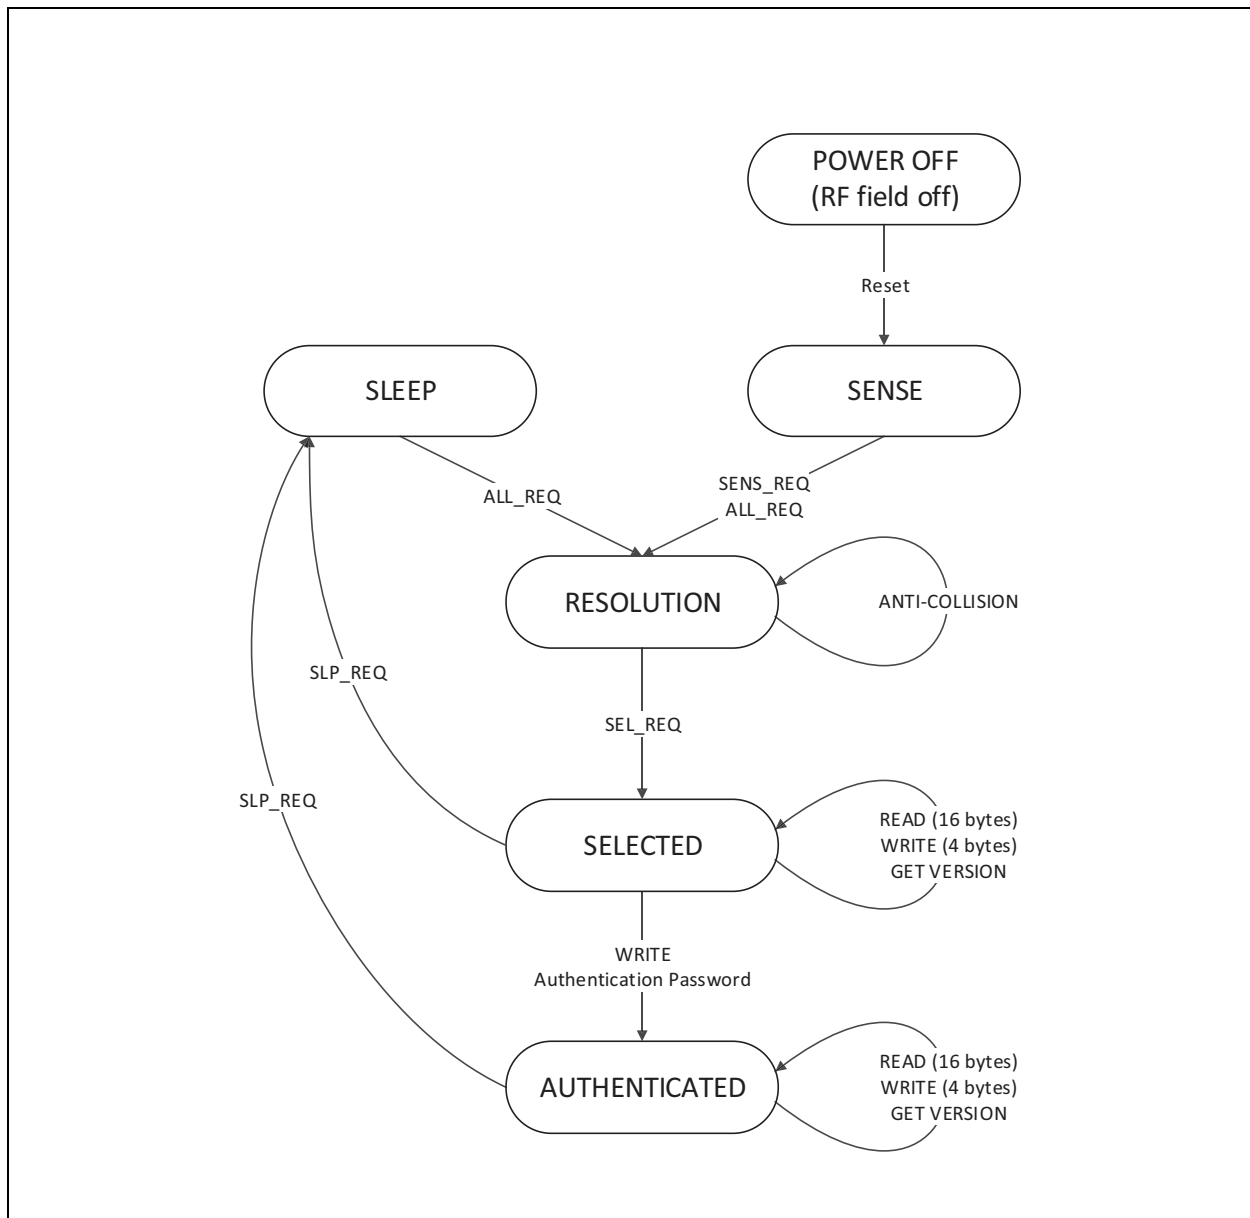 POWER OFF
(RF field off)
Reset
SLEEP
SENSE
ALL_REQ
SENS_REQ
ALL_REQ
RESOLUTION
ANTI-COLLISION
SLP_REQ
SEL_REQ
SLP_REQ
SELECTED
READ (16 bytes)
WRITE (4 bytes)
GET VERSION
WRITE
Authentication Password
AUTHENTICATED
READ (16 bytes)
WRITE (4 bytes)
GET VERSION